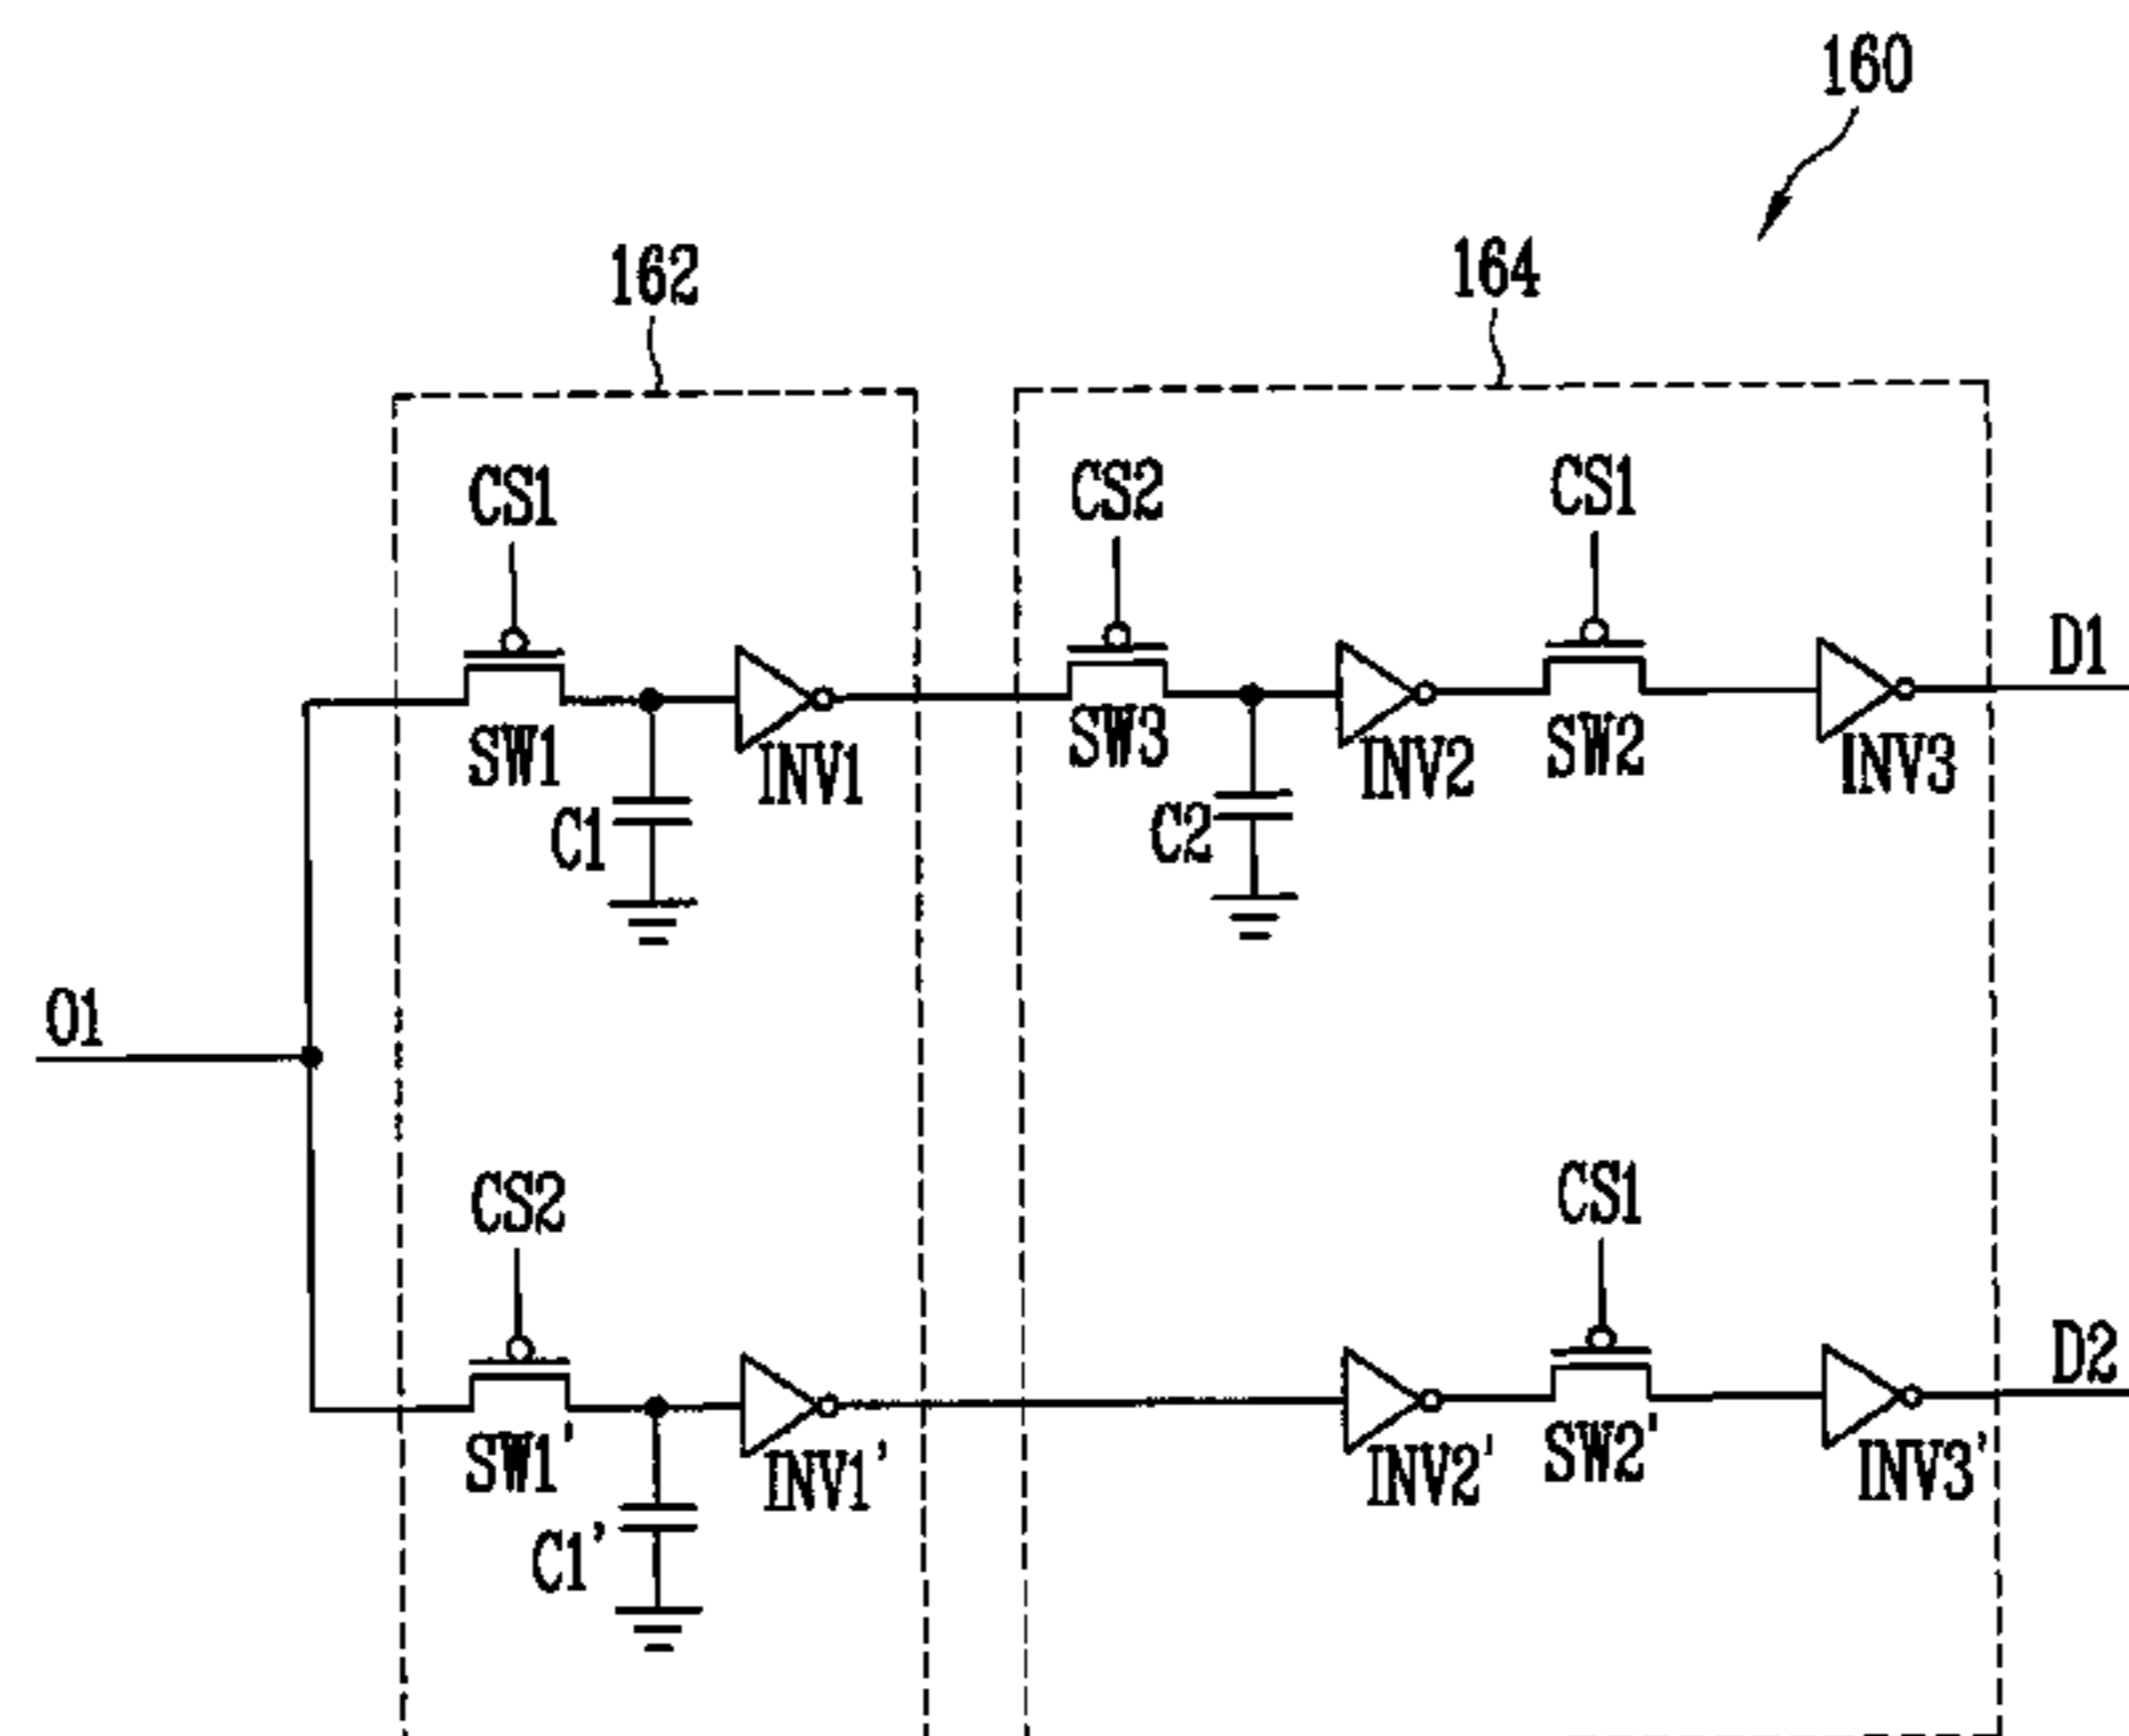 160
162
164
CS1
CS2
CS1
D1
SW1
INV1
SW3
INV2
SW2
INV3
C1
C2
O1
CS2
CS1
D2
SW1'
INV1'
INV2'
SW2'
INV3'
C1'